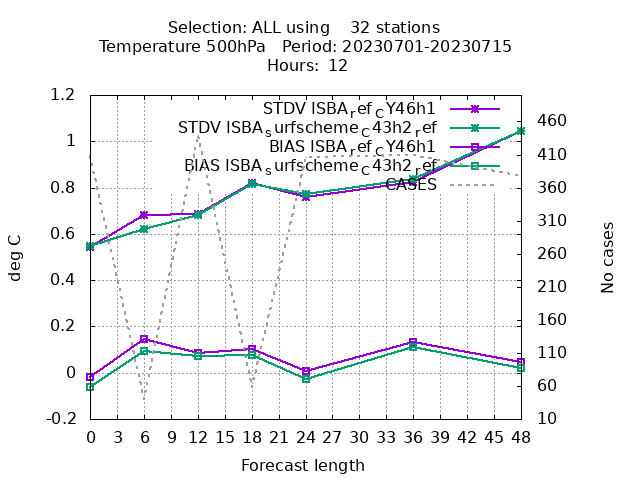 Selection: ALL using    32 stations
Temperature 500hPa   Period: 20230701-20230715
Hours:  12
STDV ISBA_ref_CY46h1
STDV ISBA_surfscheme_C43h2_ref
BIAS ISBA_ref_CY46h1
BIAS ISBA_surfscheme_C43h2_ref
CASES
1.2
1
0.8
0.6
0.4
0.2
0
-0.2
deg C
460
410
360
310
260
210
160
110
60
10
No cases
0 3 6 9 12 15 18 21 24 27 30 33 36 39 42 45 48
Forecast length